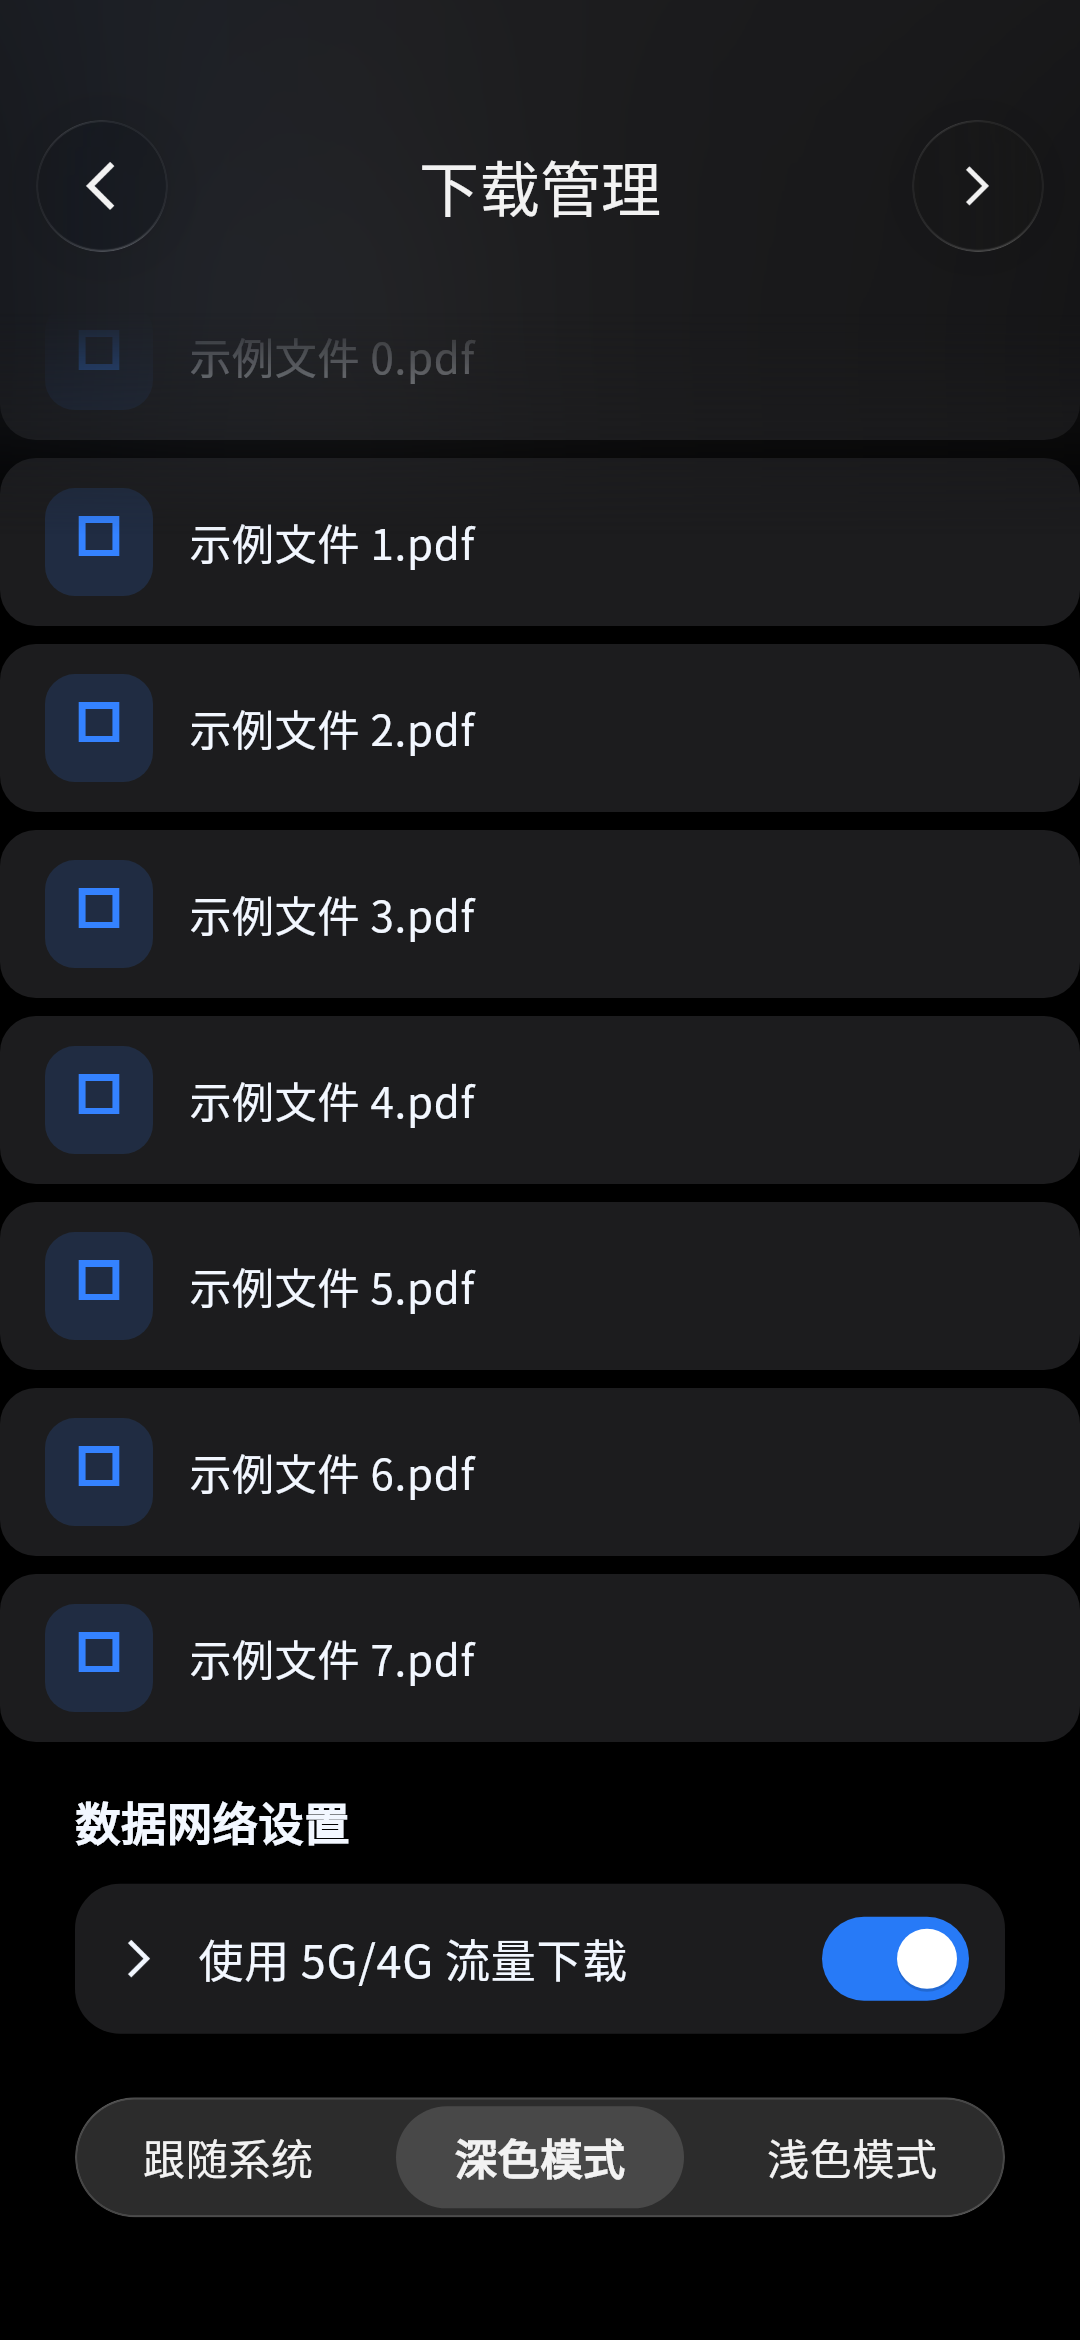 下载管理
示例文件 0.pdf
示例文件 1.pdf
示例文件 2.pdf
示例文件 3.pdf
示例文件 4.pdf
示例文件 5.pdf
示例文件 6.pdf
示例文件 7.pdf
数据网络设置
使用 5G/4G 流量下载
跟随系统 深色模式 浅色模式